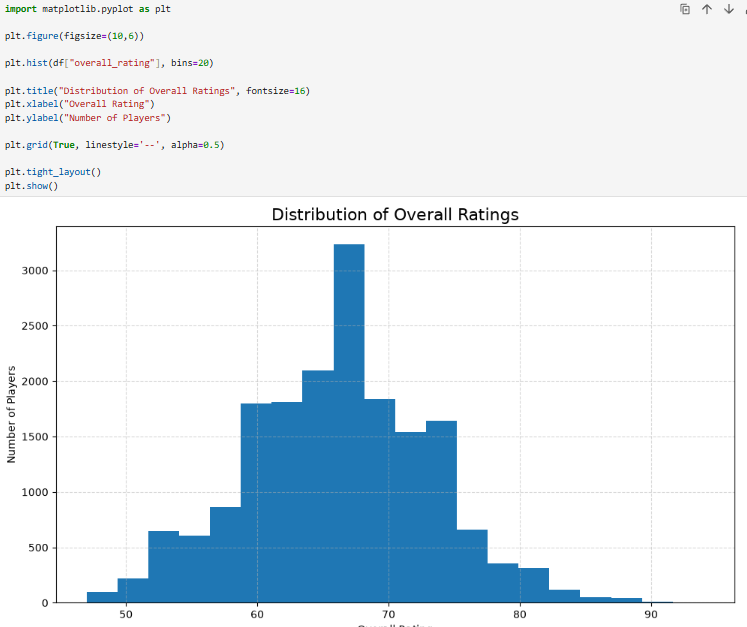 import matplotlib.pyplot as plt
plt.figure(figsize=(10,6))
plt.hist(df["overall_rating"], bins=20)
plt.title("Distribution of Overall Ratings", fontsize=16)
plt.xlabel("Overall Rating")
plt.ylabel("Number of Players")
plt.grid(True, linestyle='--', alpha=0.5)
plt.tight_layout()
plt.show()
Distribution of Overall Ratings
Number of Players
3000
2500
2000
1500
1000
500
0
50 60 70 80 90